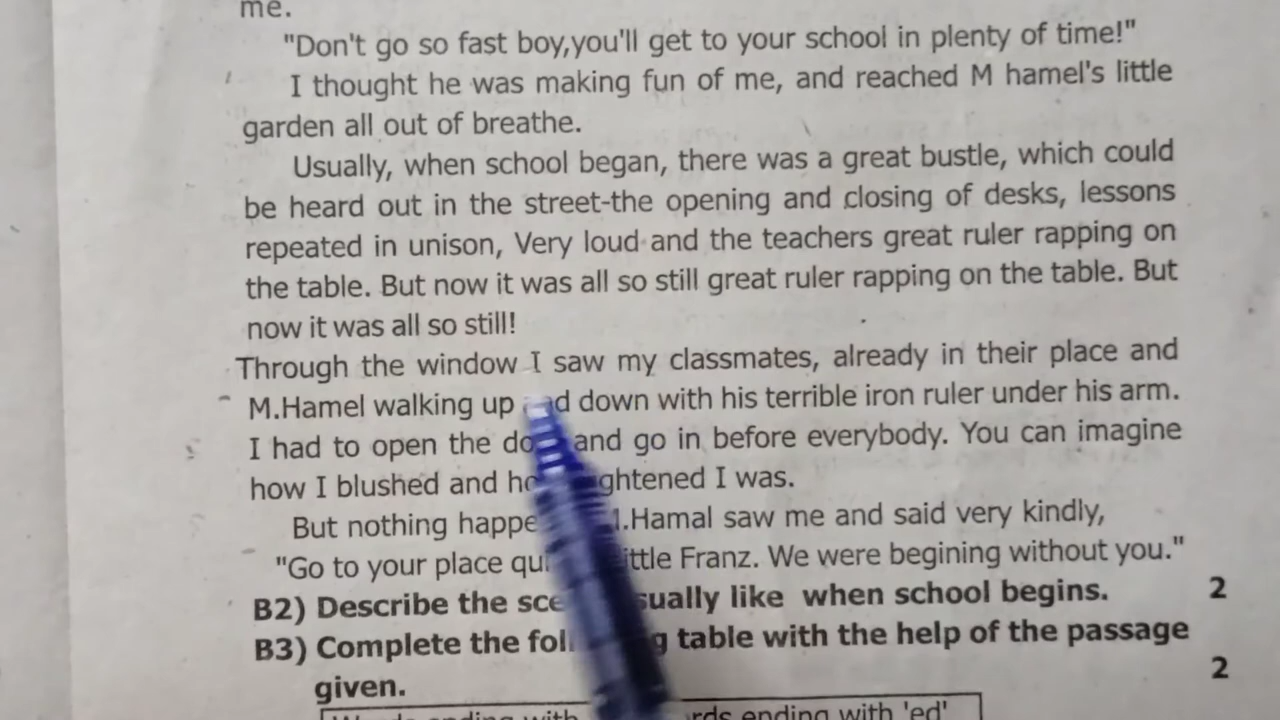 me.
"Don't go so fast boy,you'll get to your school in plenty of time!"
I thought he was making fun of me, and reached M hamel's little
garden all out of breathe.
Usually, when school began, there was a great bustle, which could
be heard out in the street-the opening and closing of desks, lessons
repeated in unison, Very loud and the teachers great ruler rapping on
the table. But now it was all so still great ruler rapping on the table. But
now it was all so still!
Through the window I saw my classmates, already in their place and
M.Hamel walking up down with his terrible iron ruler under his arm.
I had to open the and go in before everybody. You can imagine
how I blushed and I was.
But nothing saw me and said very kindly,
"Go to your place Franz. We were begining without you."
B2) Describe the like when school begins. 2
B3) Complete the table with the help of the passage
given. 2
ending with ending with 'ed'